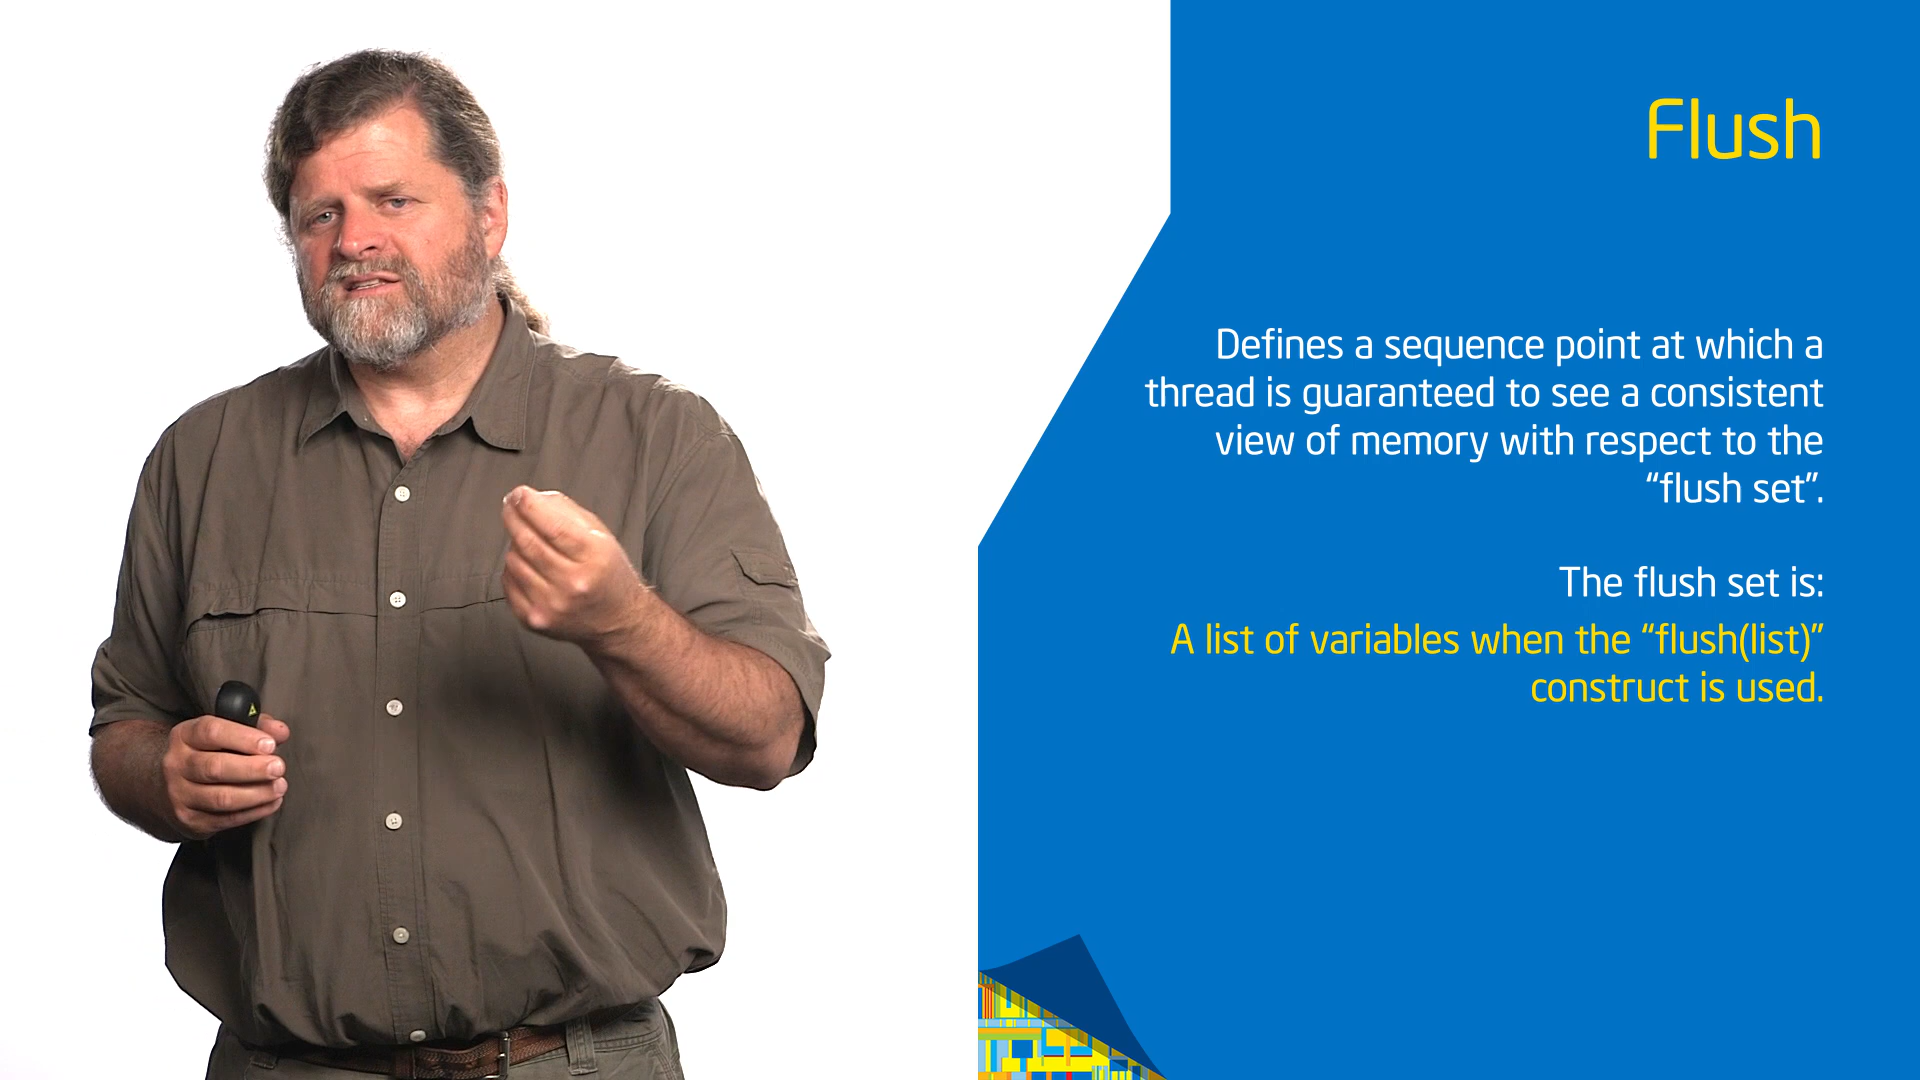 Flush
Defines a sequence point at which a
thread is guaranteed to see a consistent
view of memory with respect to the
“flush set”.
The flush set is:
A list of variables when the “flush(list)”
construct is used.